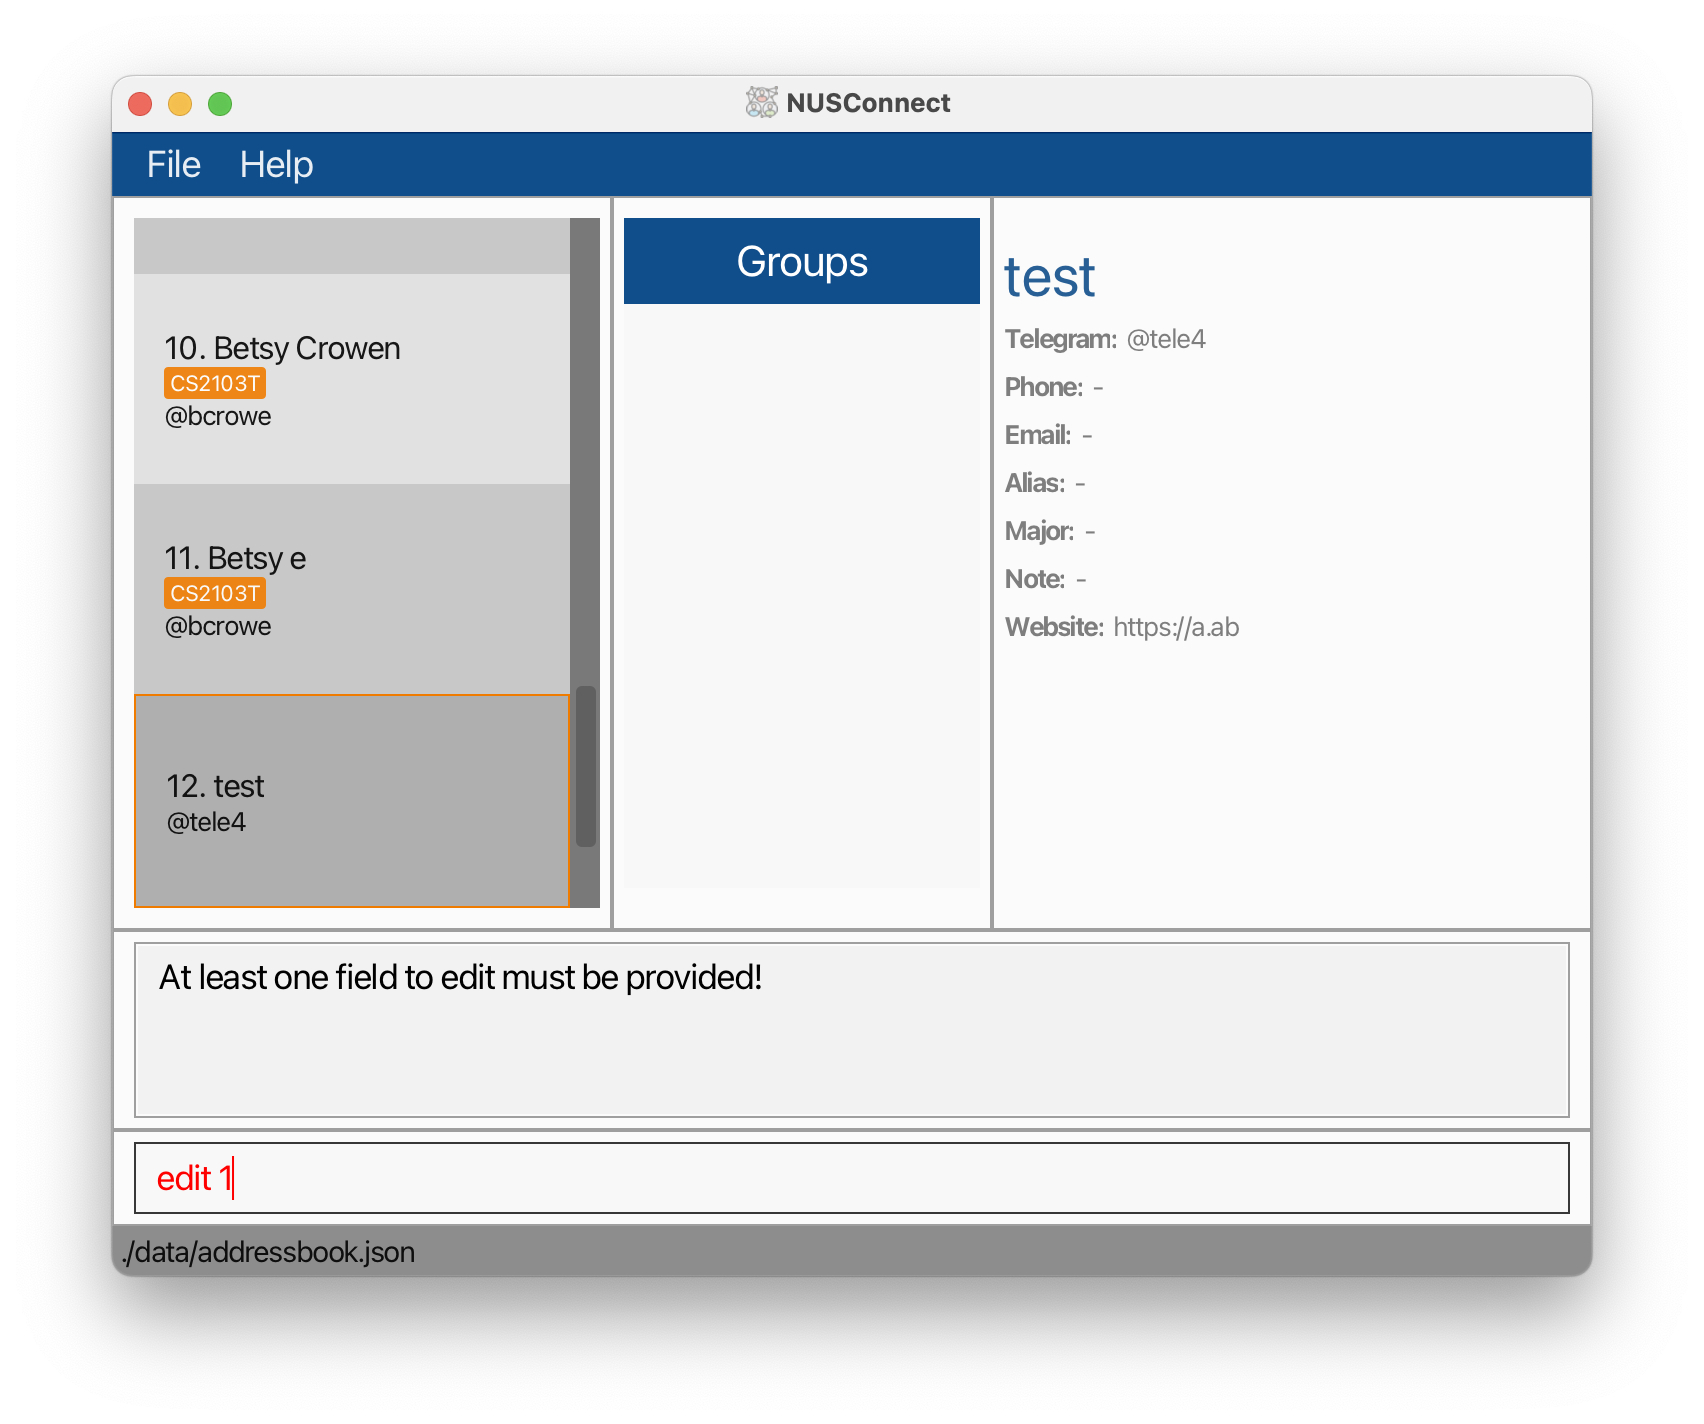 NUSConnect
File Help
10. Betsy Crowen
CS2103T
@bcrowe
11. Betsy e
CS2103T
@bcrowe
12. test
@tele4
Groups
test
Telegram: @tele4
Phone: -
Email: -
Alias: -
Major: -
Note: -
Website: https://a.ab
At least one field to edit must be provided!
edit 1
./data/addressbook.json